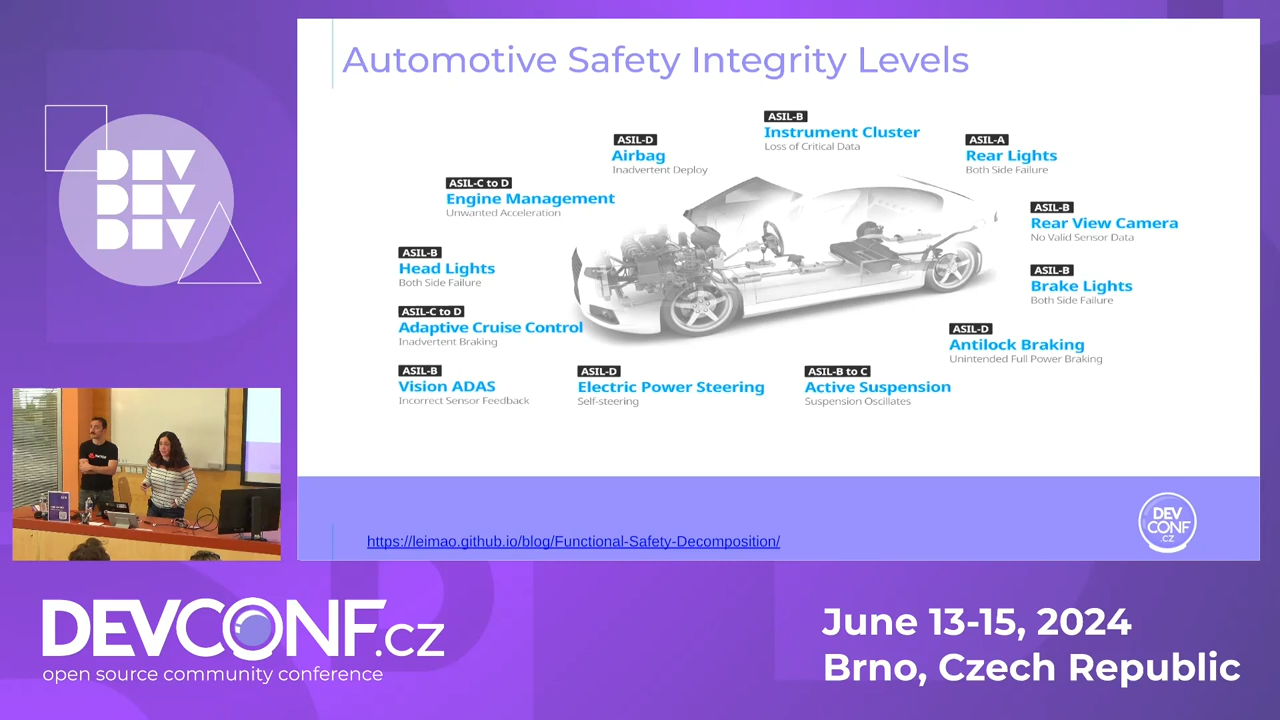 Automotive Safety Integrity Levels
ASIL-B
Instrument Cluster
Loss of Critical Data
ASIL-D
Airbag
Inadvertent Deploy
ASIL-A
Rear Lights
Both Side Failure
ASIL-C to D
Engine Management
Unwanted Acceleration
ASIL-B
Rear View Camera
No Valid Sensor Data
ASIL-B
Head Lights
Both Side Failure
ASIL-B
Brake Lights
Both Side Failure
ASIL-C to D
Adaptive Cruise Control
Inadvertent Braking
ASIL-D
Antilock Braking
Unintended Full Power Braking
ASIL-B
Vision ADAS
Incorrect Sensor Feedback
ASIL-D
Electric Power Steering
Self-steering
ASIL-B to C
Active Suspension
Suspension Oscillates
https://leimao.github.io/blog/Functional-Safety-Decomposition/
DEV
CONF
.CZ
DEV
DEV
DEV
DEVCONF.cz
open source community conference
June 13-15, 2024
Brno, Czech Republic